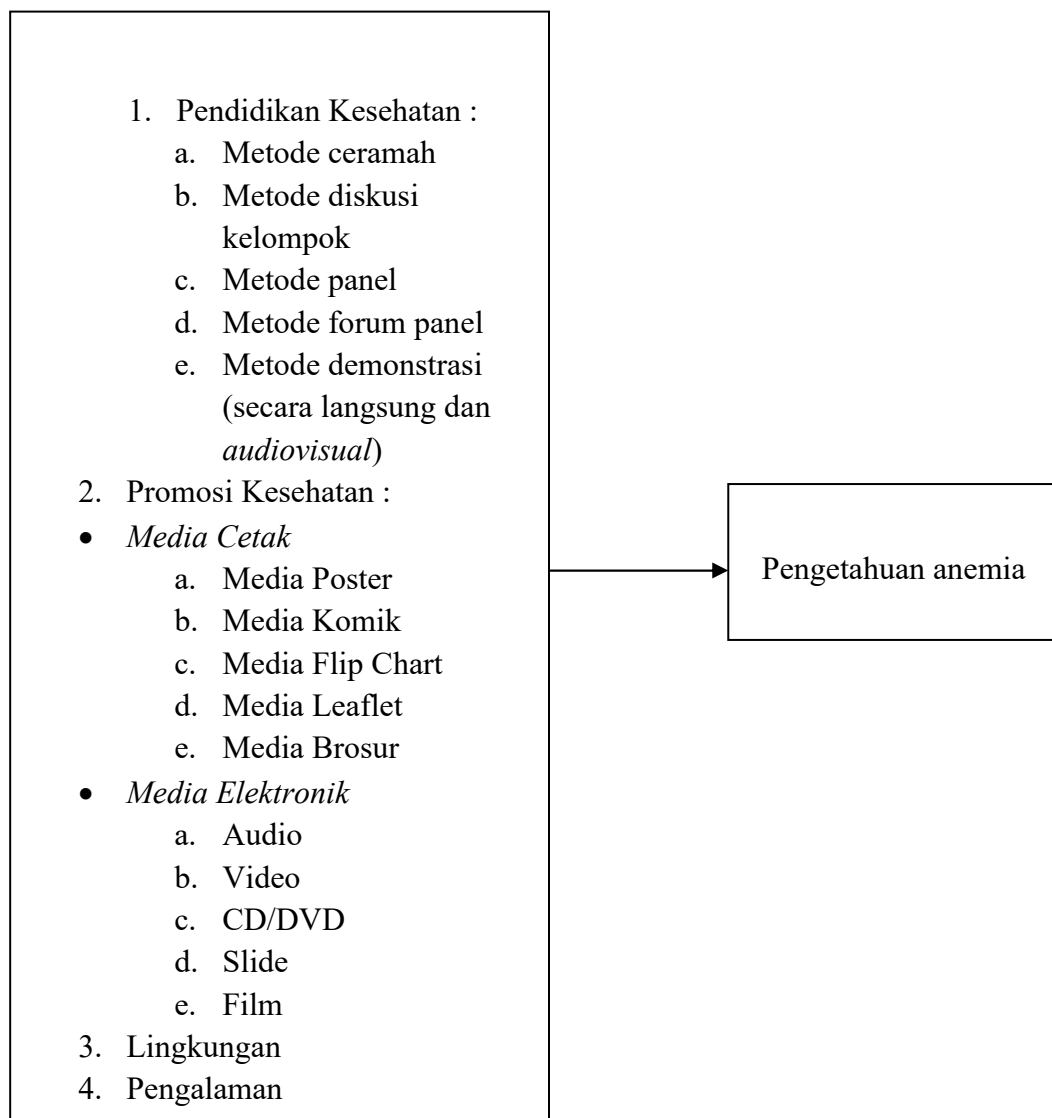 1. Pendidikan Kesehatan :
a. Metode ceramah
b. Metode diskusi
kelompok
c. Metode panel
d. Metode forum panel
e. Metode demonstrasi
(secara langsung dan
audiovisual)
2. Promosi Kesehatan :
• Media Cetak
a. Media Poster
b. Media Komik
c. Media Flip Chart
d. Media Leaflet
e. Media Brosur
• Media Elektronik
a. Audio
b. Video
c. CD/DVD
d. Slide
e. Film
3. Lingkungan
4. Pengalaman
Pengetahuan anemia